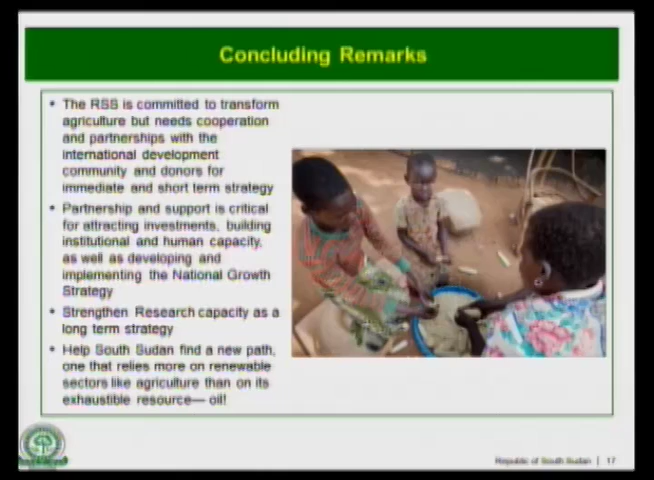 Concluding Remarks
• The RSS is committed to transform
agriculture but needs cooperation
and partnerships with the
international development
community and donors for
immediate and short term strategy
• Partnership and support is critical
for attracting investments, building
institutional and human capacity,
as well as developing and
implementing the National Growth
Strategy
• Strengthen Research capacity as a
long term strategy
• Help South Sudan find a new path,
one that relies more on renewable
sectors like agriculture than on its
exhaustible resource— oil!
Republic of South Sudan | 17